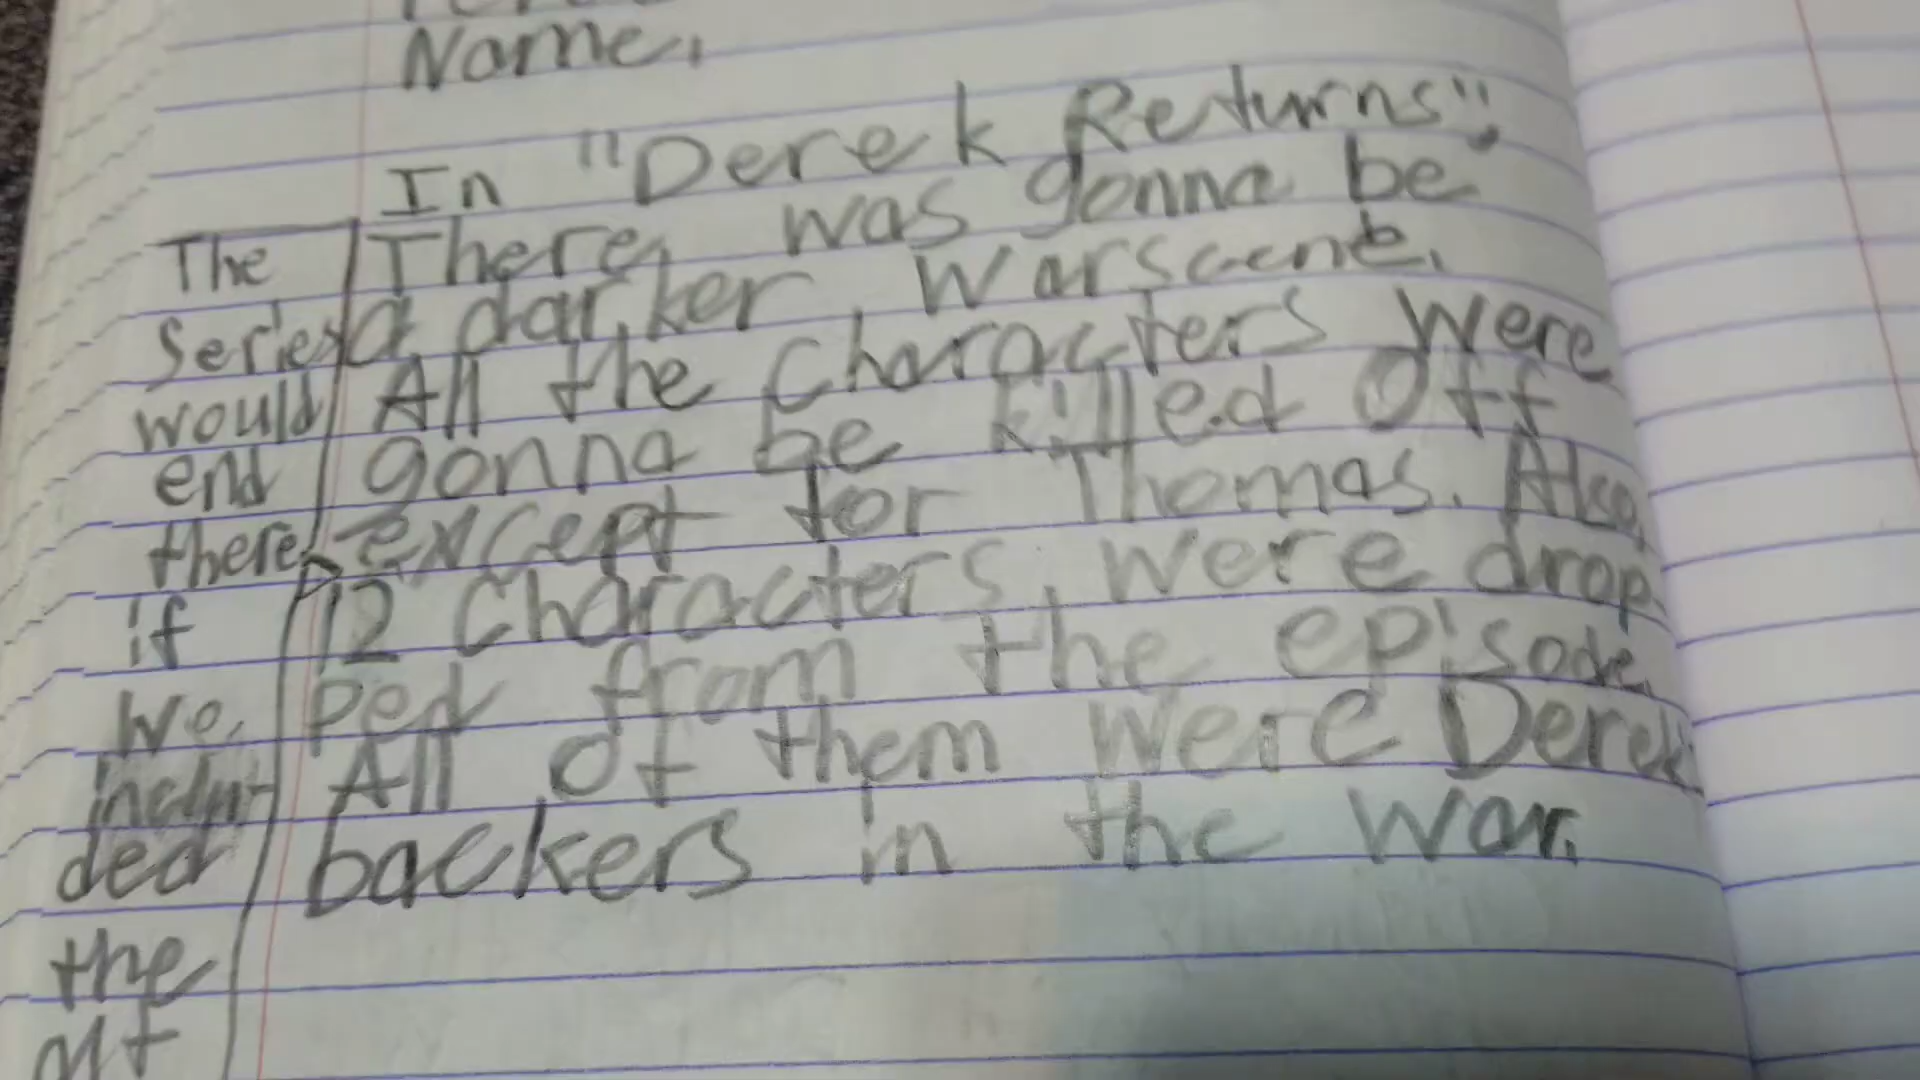 Name.
In "Derek Returns",
There, was gonna be
a darker warscene.
All the characters were
gonna be killed off
except for Thomas. Also,
12 characters, were drop-
ped from the episode.
All of them were Derek
backers in the war.
The
series
would
end
there
if
we,
inclu-
ded
the
alt